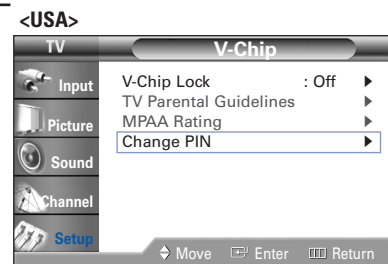 <USA>
TV
V-Chip
Input
Picture
Sound
Channel
Setup
V-Chip Lock : Off ▶
TV Parental Guidelines ▶
MPAA Rating ▶
Change PIN ▶
Move Enter Return